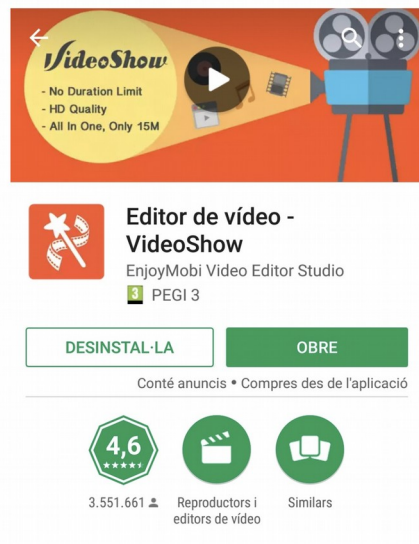 VideoShow
- No Duration Limit
- HD Quality
- All In One, Only 15M
Editor de vídeo -
VideoShow
EnjoyMobi Video Editor Studio
3 PEGI 3
DESINSTAL·LA
OBRE
Conté anuncis • Compres des de l'aplicació
4,6
3.551.661
Reproductors i
editors de vídeo
Similars